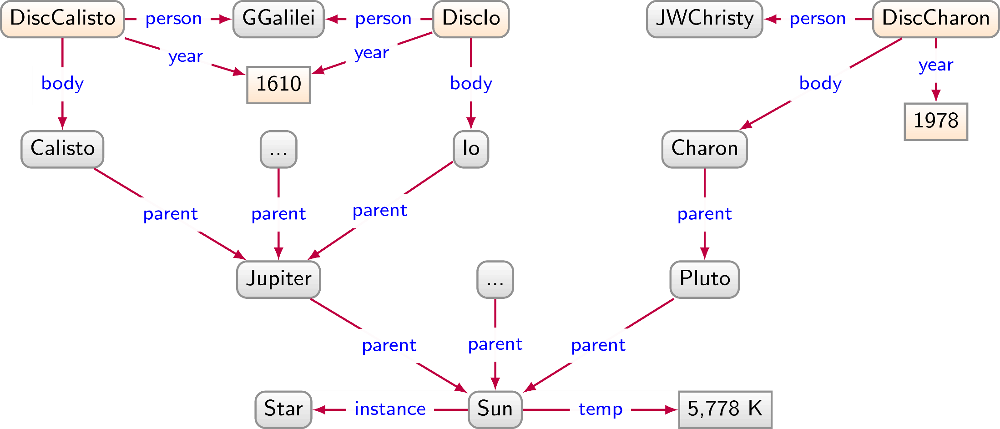 DiscCalisto person GGalilei person DiscIo JWChristy person DiscCharon
year year year
body 1610 body body
1978
Calisto ... Io Charon
parent parent parent parent
Jupiter ... Pluto
parent parent parent
Star instance Sun temp 5,778 K